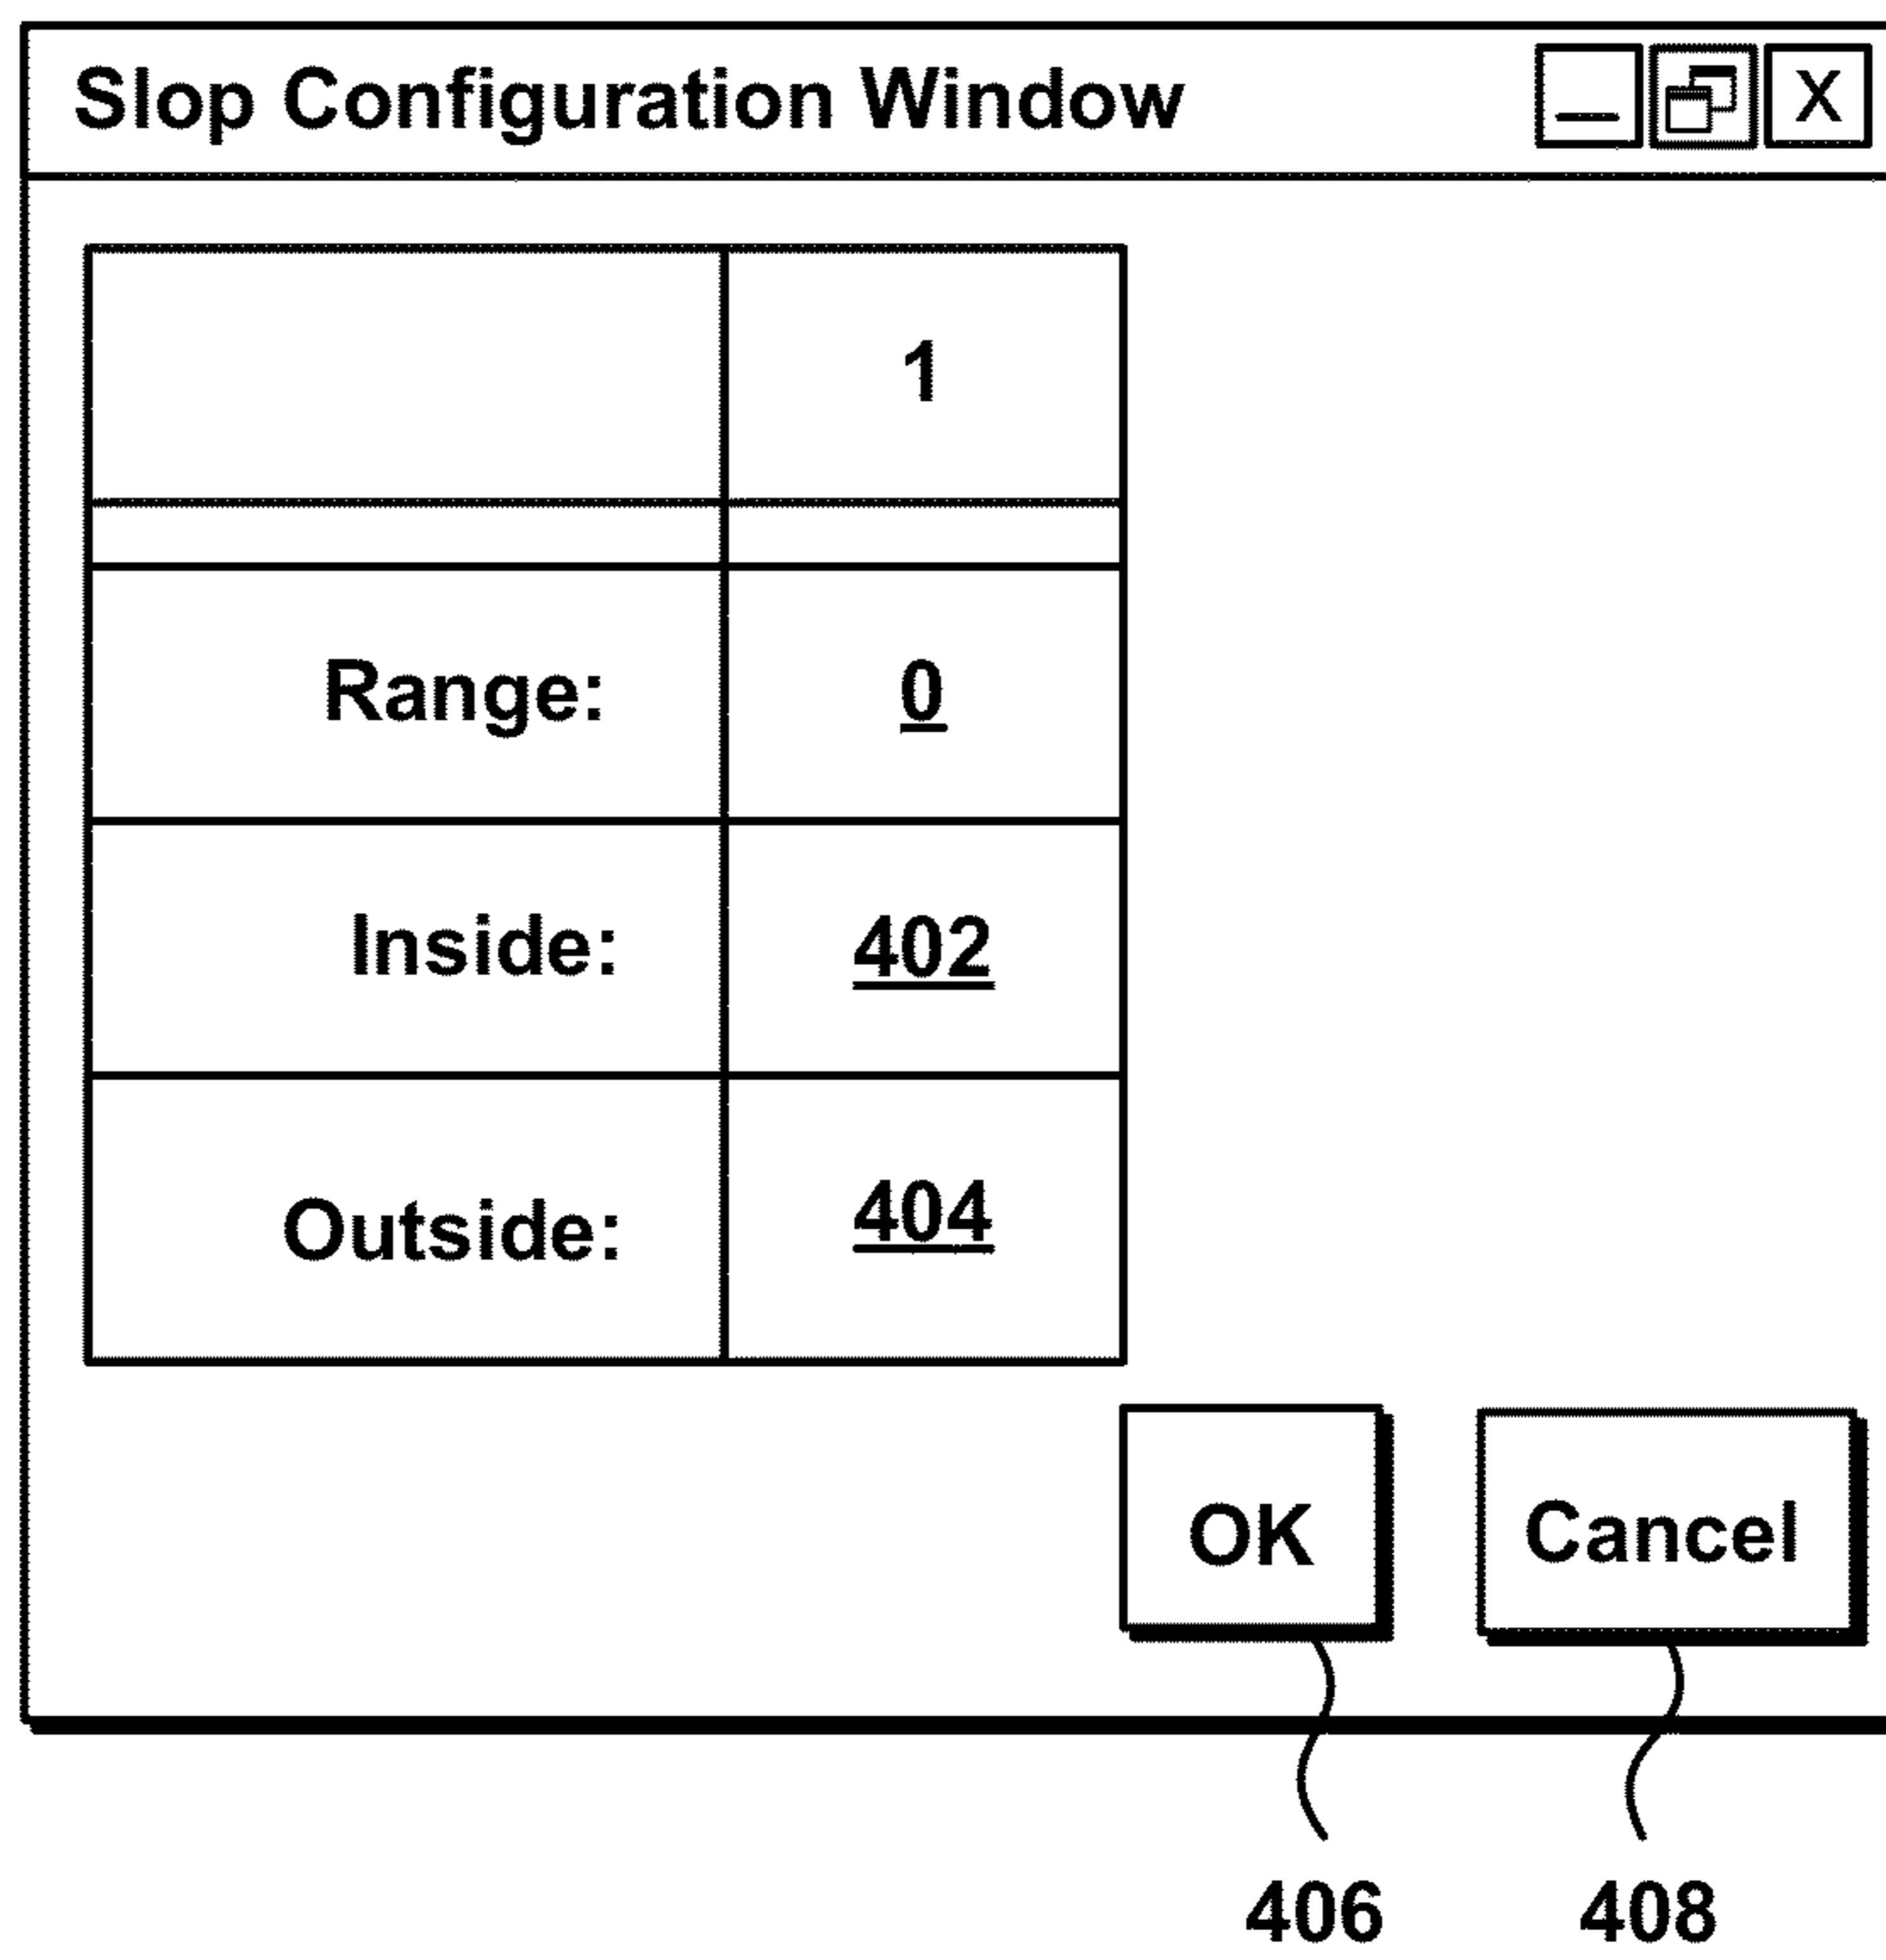 Slop Configuration Window X
1
Range: 0
Inside: 402
Outside: 404
OK Cancel
406 408